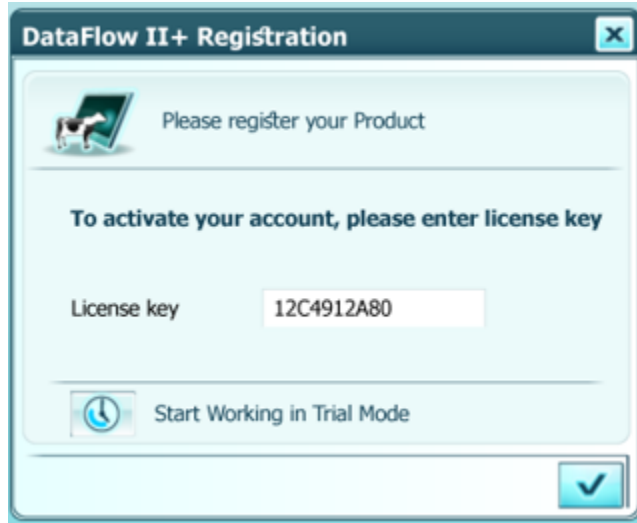 DataFlow II+ Registration
Please register your Product
To activate your account, please enter license key
License key 12C4912A80
Start Working in Trial Mode